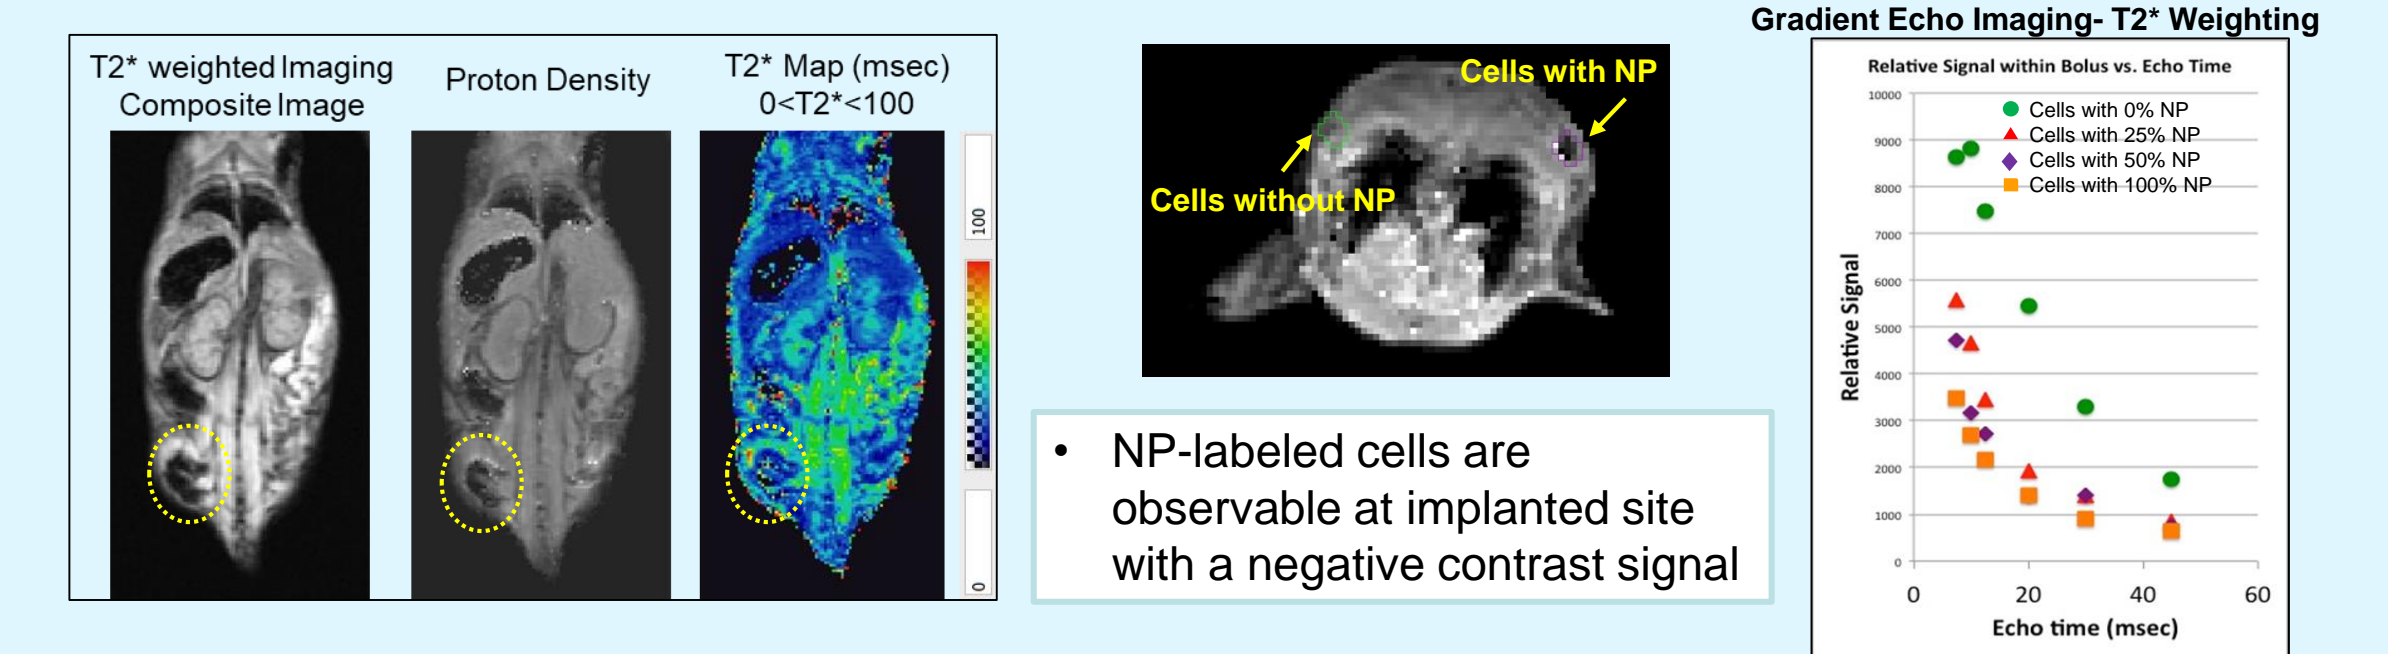 T2* weighted Imaging
Composite Image
Proton Density
T2* Map (msec)
0<T2*<100
100
0
Cells with NP
Cells without NP
• NP-labeled cells are
observable at implanted site
with a negative contrast signal
Gradient Echo Imaging- T2* Weighting
Relative Signal within Bolus vs. Echo Time
Cells with 0% NP
Cells with 25% NP
Cells with 50% NP
Cells with 100% NP
Relative Signal
10000
9000
8000
7000
6000
5000
4000
3000
2000
1000
0
0 20 40 60
Echo time (msec)